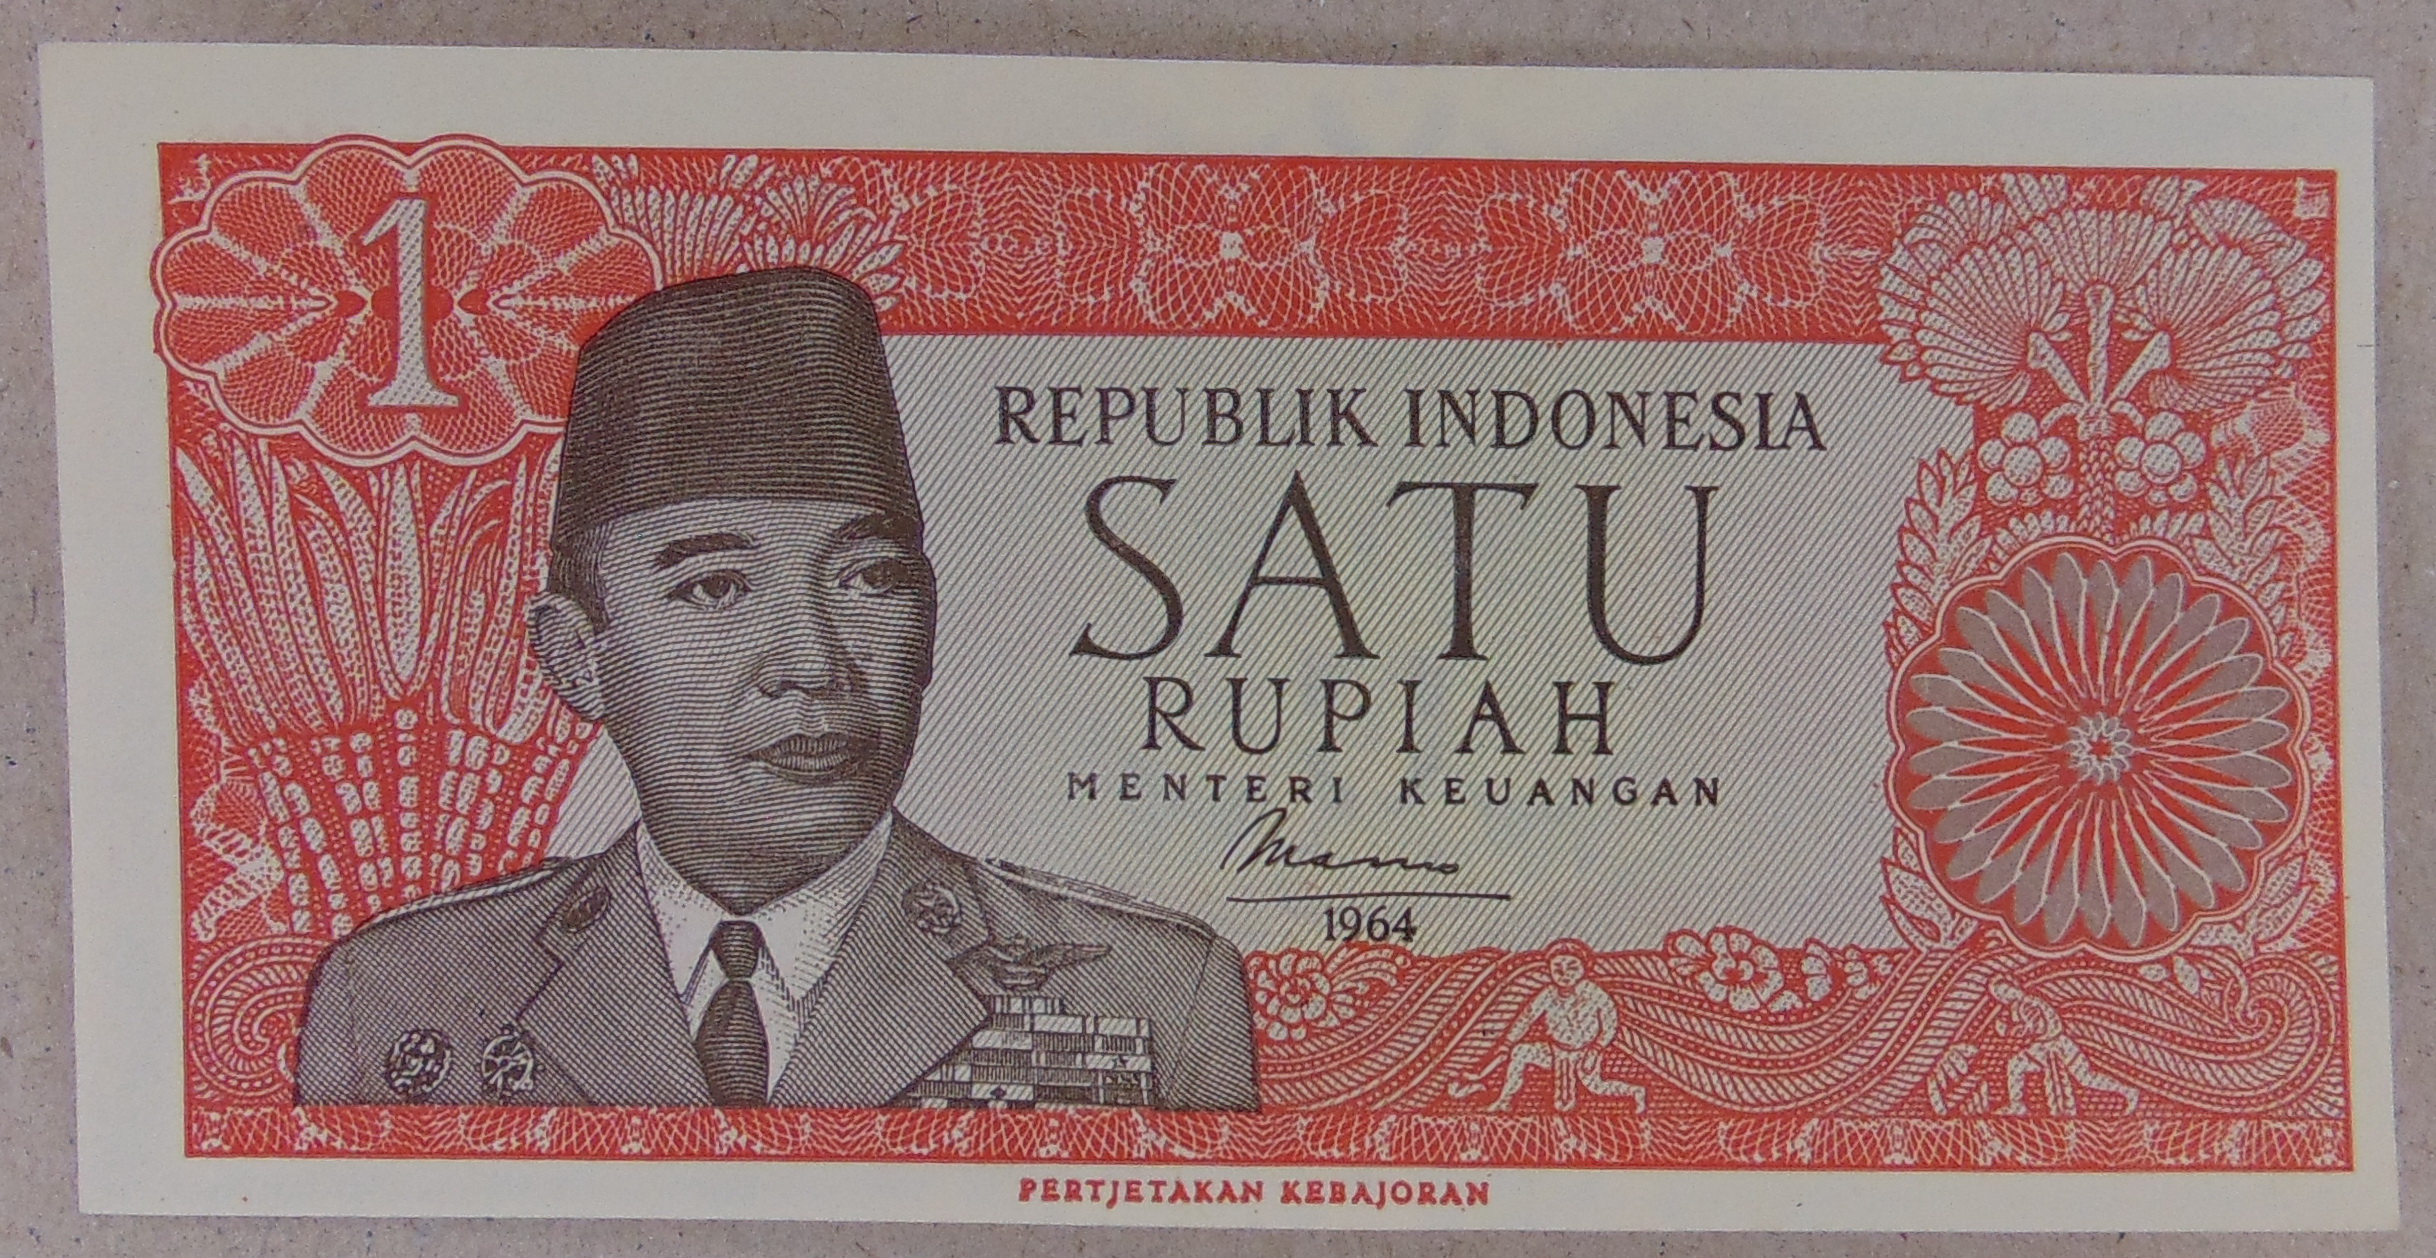 1
REPUBLIK INDONESIA
SATU
RUPIAH
MENTERI KEUANGAN
1964
PERTJETAKAN KEBAJORAN